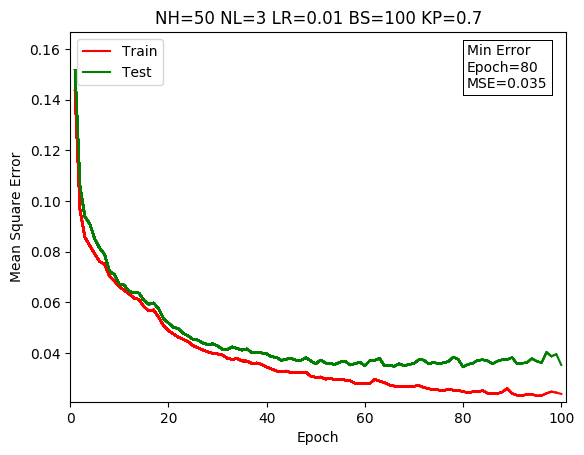 NH=50 NL=3 LR=0.01 BS=100 KP=0.7
Train
Test
Min Error
Epoch=80
MSE=0.035
Mean Square Error
0.16
0.14
0.12
0.10
0.08
0.06
0.04
0
20
40
60
80
100
Epoch